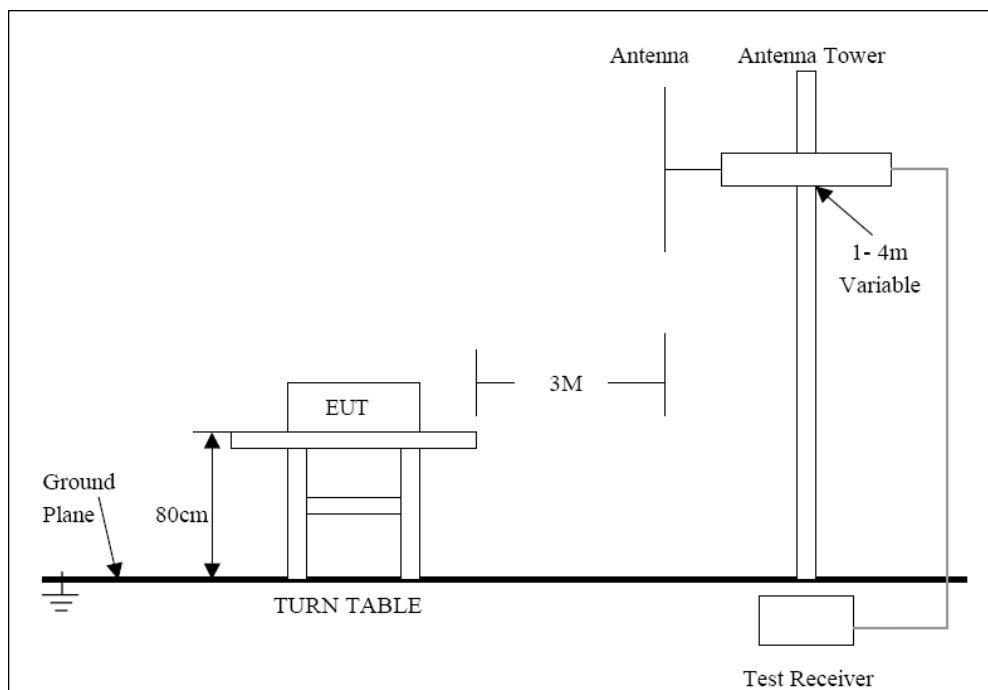 Antenna
Antenna Tower
1- 4m
Variable
3M
EUT
Ground
Plane
80cm
TURN TABLE
Test Receiver